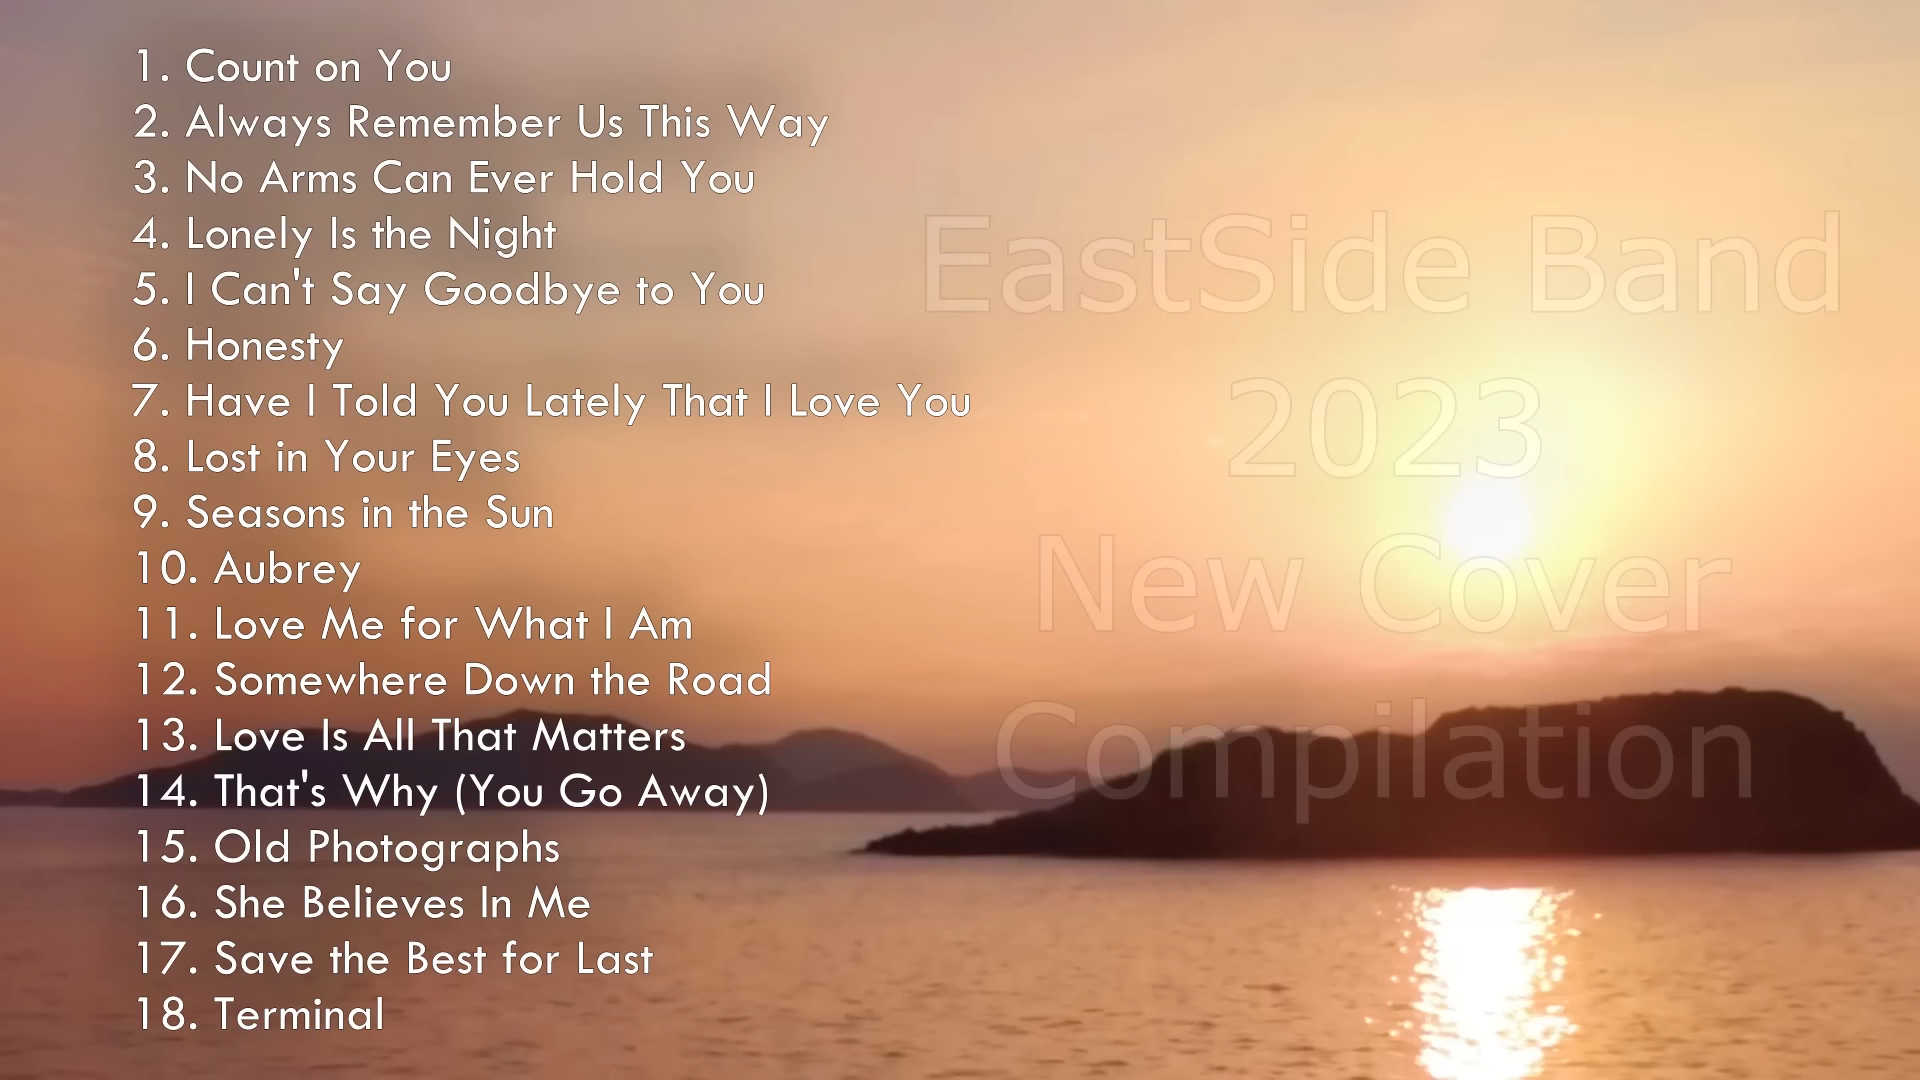 1. Count on You
2. Always Remember Us This Way
3. No Arms Can Ever Hold You
4. Lonely Is the Night
5. I Can't Say Goodbye to You
6. Honesty
7. Have I Told You Lately That I Love You
8. Lost in Your Eyes
9. Seasons in the Sun
10. Aubrey
11. Love Me for What I Am
12. Somewhere Down the Road
13. Love Is All That Matters
14. That's Why (You Go Away)
15. Old Photographs
16. She Believes In Me
17. Save the Best for Last
18. Terminal
EastSide Band
2023
New Cover
Compilation